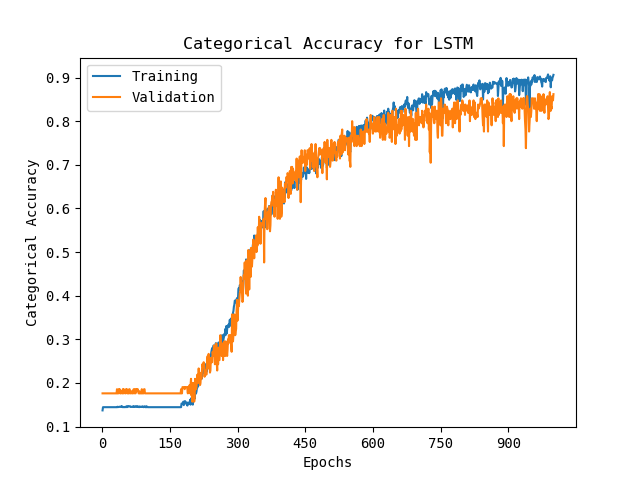 Categorical Accuracy for LSTM
Training
Validation
0.9
0.8
0.7
0.6
0.5
0.4
0.3
0.2
0.1
Categorical Accuracy
0 150 300 450 600 750 900
Epochs